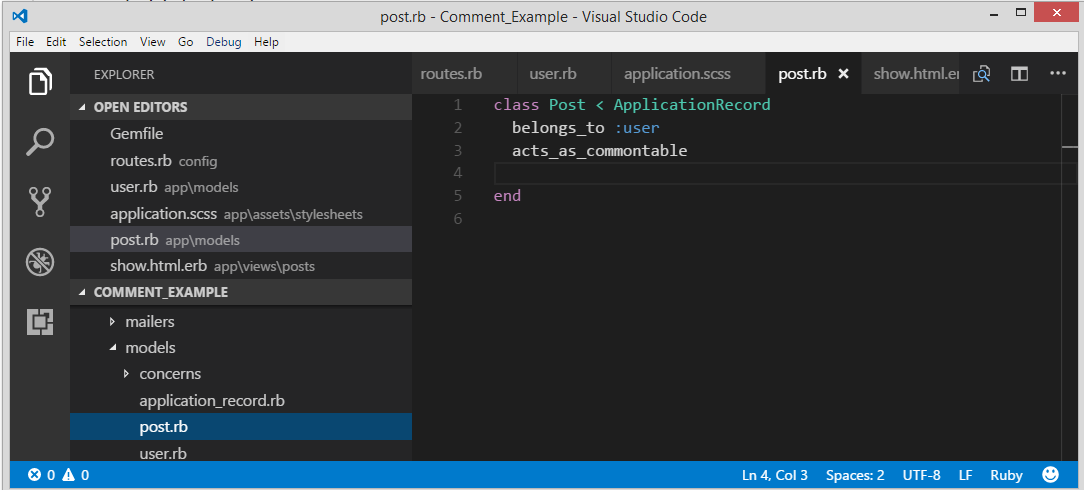 post.rb - Comment_Example - Visual Studio Code
File Edit Selection View Go Debug Help
EXPLORER
OPEN EDITORS
Gemfile
routes.rb config
user.rb app\models
application.scss app\assets\stylesheets
post.rb app\models
show.html.erb app\views\posts
COMMENT_EXAMPLE
mailers
models
concerns
application_record.rb
post.rb
user.rb
routes.rb user.rb application.scss post.rb show.html.er
1 class Post < ApplicationRecord
2 belongs_to :user
3 acts_as_commontable
4
5 end
6
0 0 Ln 4, Col 3 Spaces: 2 UTF-8 LF Ruby